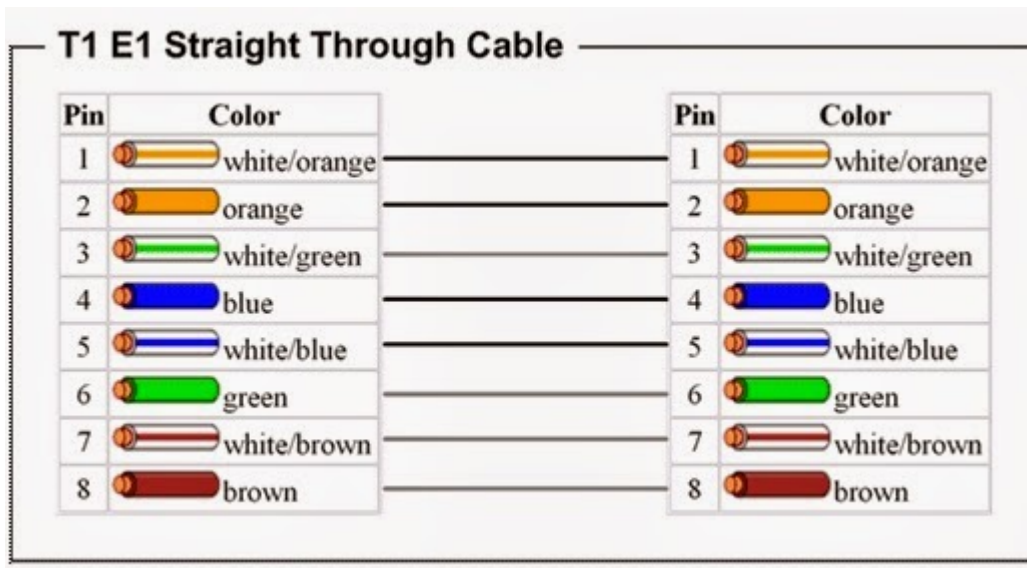 T1 E1 Straight Through Cable
Pin Color Pin Color
1 white/orange 1 white/orange
2 orange 2 orange
3 white/green 3 white/green
4 blue 4 blue
5 white/blue 5 white/blue
6 green 6 green
7 white/brown 7 white/brown
8 brown 8 brown